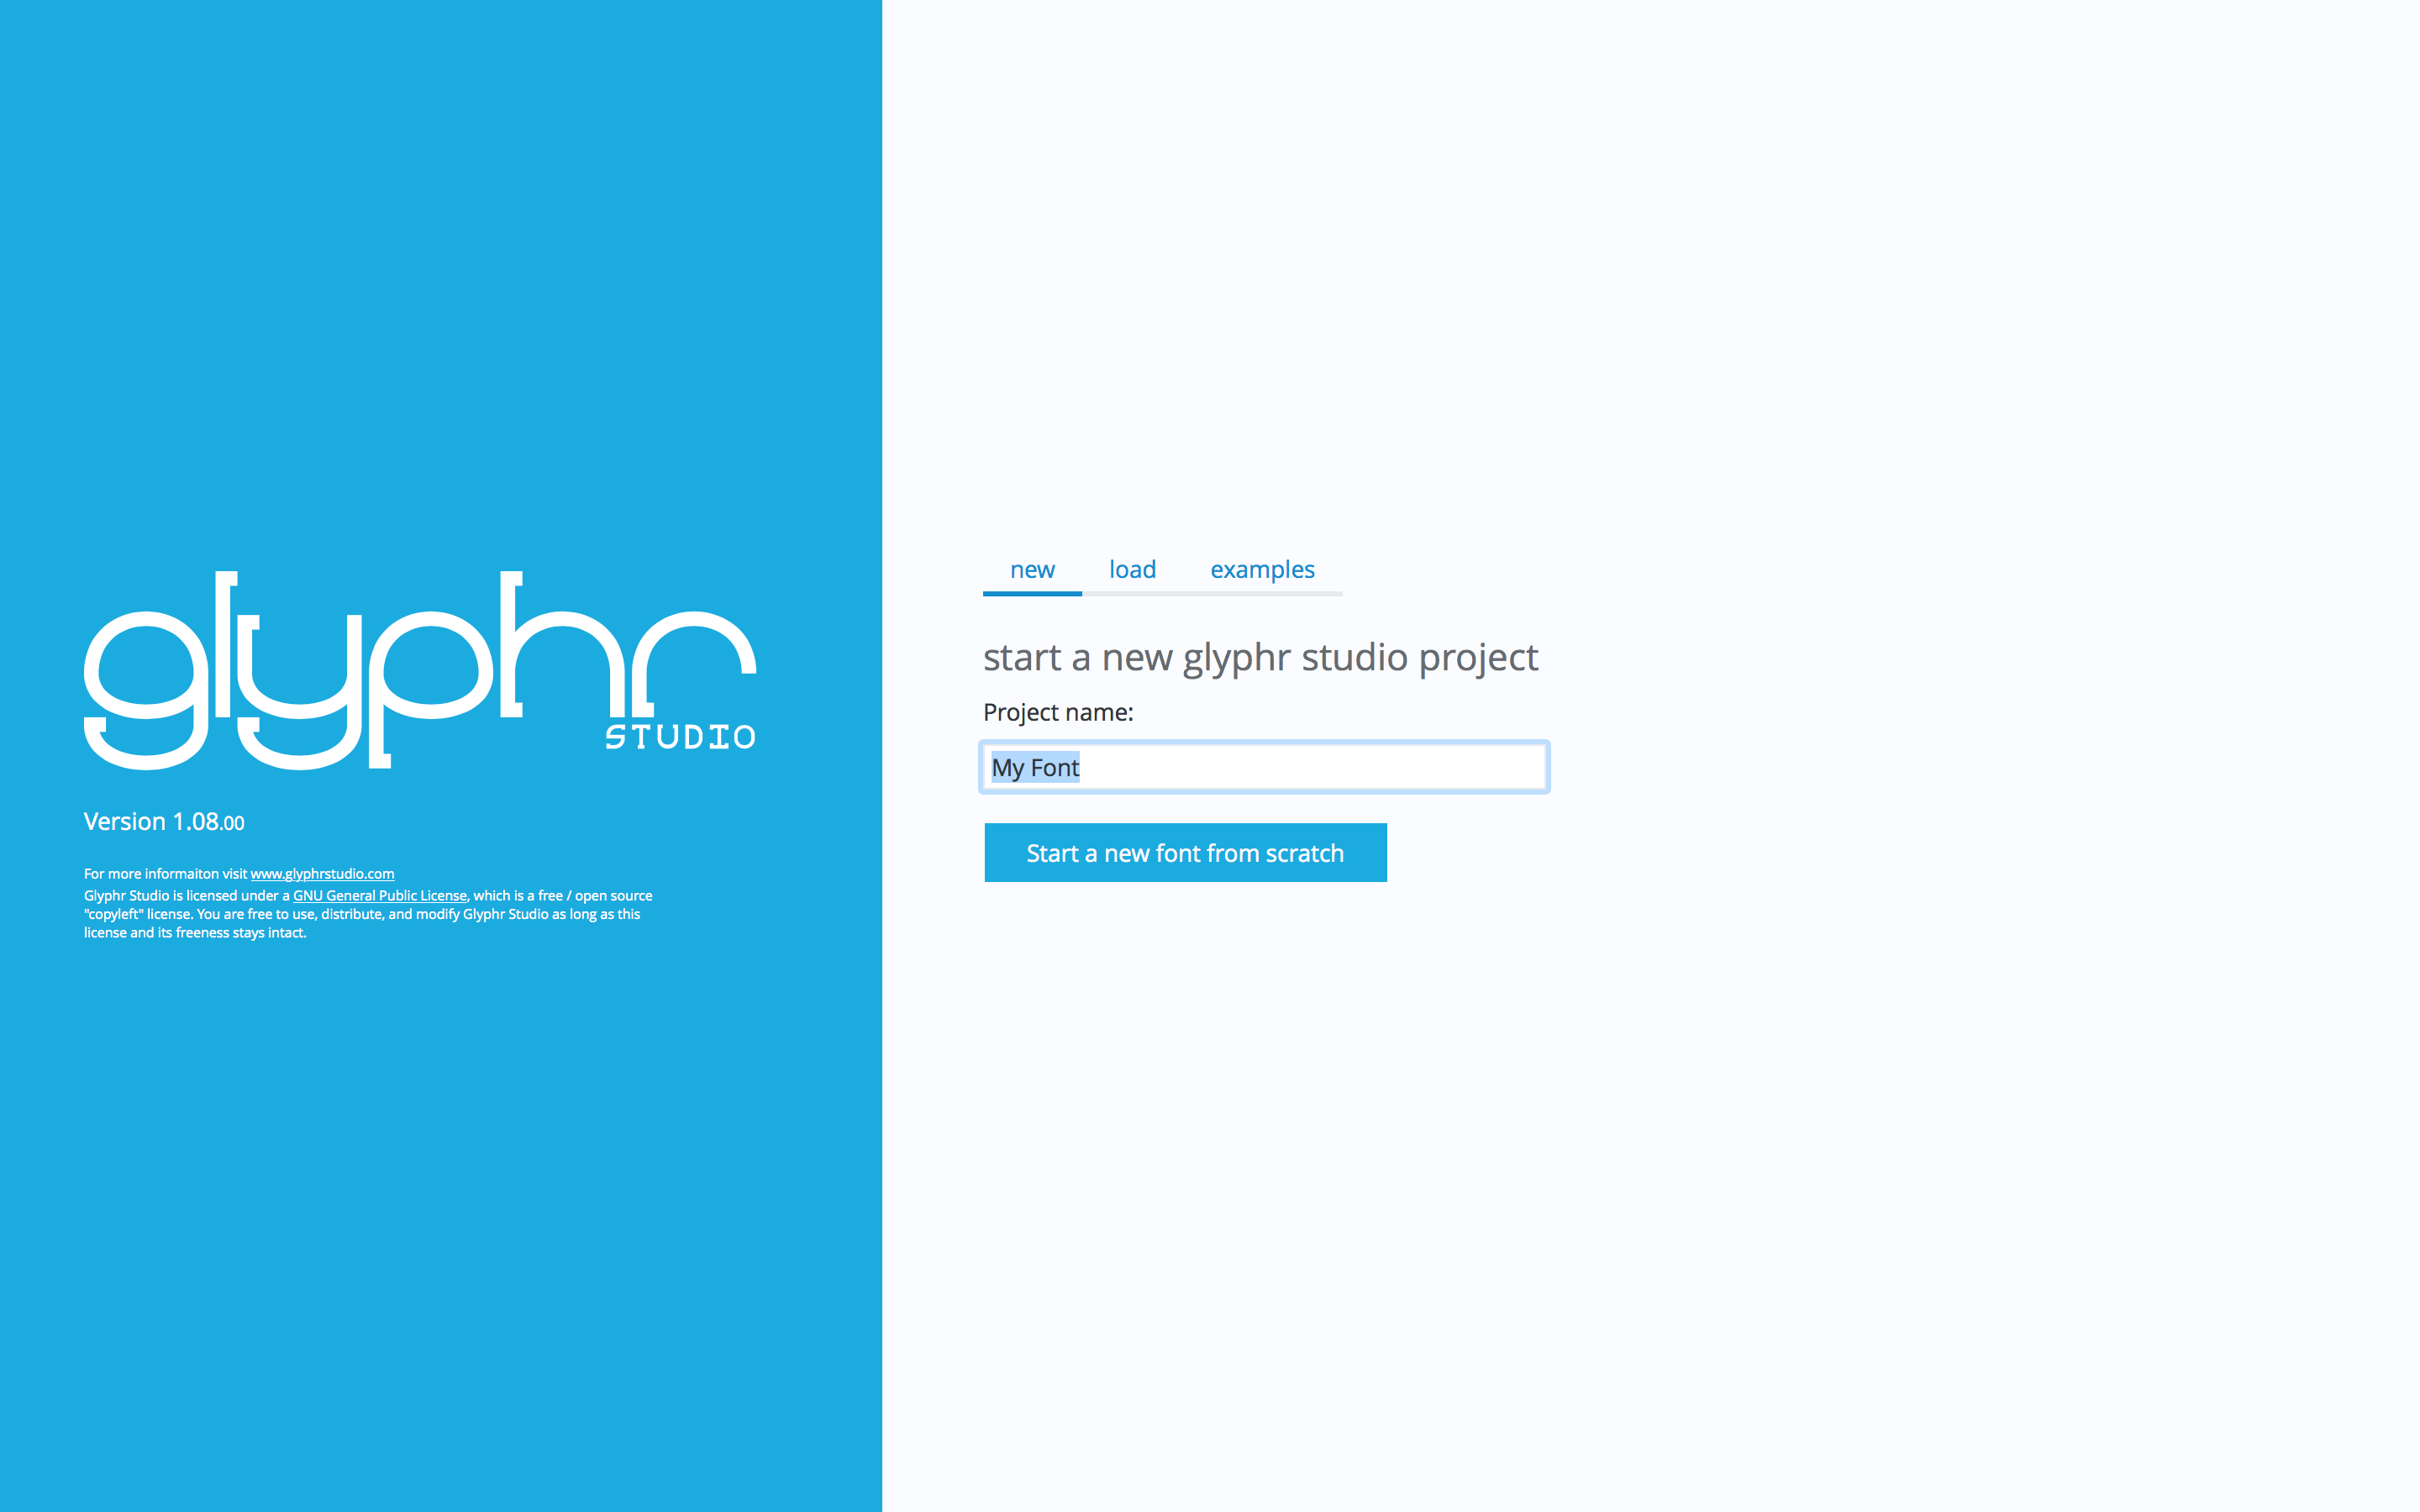 glyphr
STUDIO
Version 1.08.00
For more informaiton visit www.glyphrstudio.com
Glyphr Studio is licensed under a GNU General Public License, which is a free / open source
"copyleft" license. You are free to use, distribute, and modify Glyphr Studio as long as this
license and its freeness stays intact.
new load examples
start a new glyphr studio project
Project name:
My Font
Start a new font from scratch